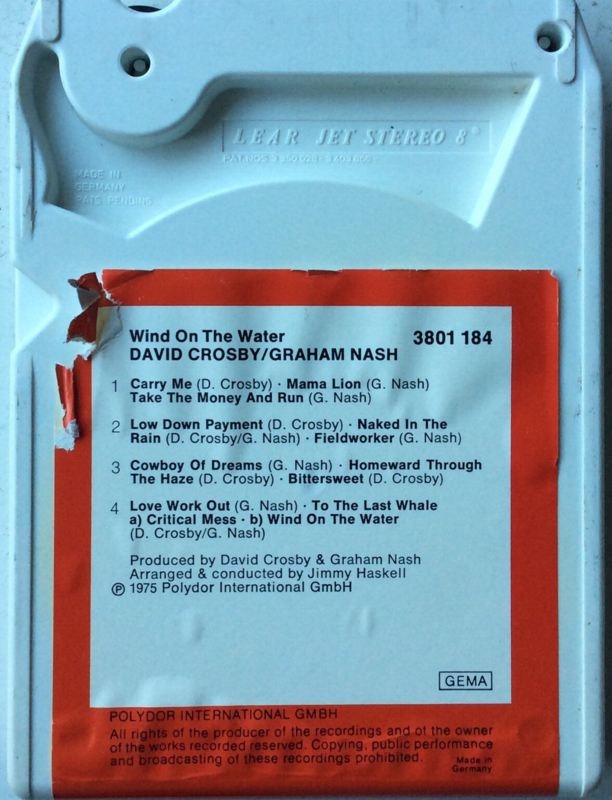 LEAR JET STEREO 8®
MADE IN
GERMANY
PATS PENDING
Wind On The Water 3801 184
DAVID CROSBY/GRAHAM NASH
1 Carry Me (D. Crosby) · Mama Lion (G. Nash)
Take The Money And Run (G. Nash)
2 Low Down Payment (D. Crosby) · Naked In The
Rain (D. Crosby/G. Nash) · Fieldworker (G. Nash)
3 Cowboy Of Dreams (G. Nash) · Homeward Through
The Haze (D. Crosby) · Bittersweet (D. Crosby)
4 Love Work Out (G. Nash) · To The Last Whale
a) Critical Mess · b) Wind On The Water
(D. Crosby/G. Nash)
Produced by David Crosby & Graham Nash
Arranged & conducted by Jimmy Haskell
℗ 1975 Polydor International GmbH
GEMA
POLYDOR INTERNATIONAL GMBH
All rights of the producer of the recordings and of the owner
of the works recorded reserved. Copying, public performance
and broadcasting of these recordings prohibited.
Made in
Germany